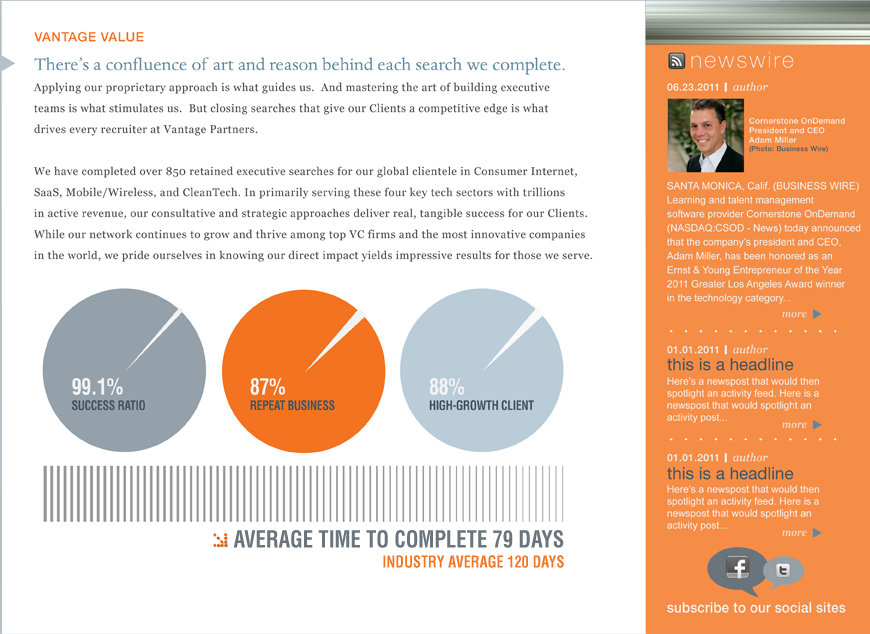 VANTAGE VALUE
There's a confluence of art and reason behind each search we complete.
Applying our proprietary approach is what guides us.  And mastering the art of building executive
teams is what stimulates us.  But closing searches that give our Clients a competitive edge is what
drives every recruiter at Vantage Partners.
We have completed over 850 retained executive searches for our global clientele in Consumer Internet,
SaaS, Mobile/Wireless, and CleanTech. In primarily serving these four key tech sectors with trillions
in active revenue, our consultative and strategic approaches deliver real, tangible success for our Clients.
While our network continues to grow and thrive among top VC firms and the most innovative companies
in the world, we pride ourselves in knowing our direct impact yields impressive results for those we serve.
99.1%
SUCCESS RATIO
87%
REPEAT BUSINESS
88%
HIGH-GROWTH CLIENT
AVERAGE TIME TO COMPLETE 79 DAYS
INDUSTRY AVERAGE 120 DAYS
newswire
06.23.2011 | author
Cornerstone OnDemand
President and CEO
Adam Miller
(Photo: Business Wire)
SANTA MONICA, Calif. (BUSINESS WIRE)
Learning and talent management
software provider Cornerstone OnDemand
(NASDAQ:CSOD - News) today announced
that the company's president and CEO,
Adam Miller, has been honored as an
Ernst & Young Entrepreneur of the Year
2011 Greater Los Angeles Award winner
in the technology category...
more
01.01.2011 | author
this is a headline
Here's a newspost that would then
spotlight an activity feed. Here is a
newspost that would spotlight an
activity post...
more
01.01.2011 | author
this is a headline
Here's a newspost that would then
spotlight an activity feed. Here is a
newspost that would spotlight an
activity post...
more
f
t
subscribe to our social sites